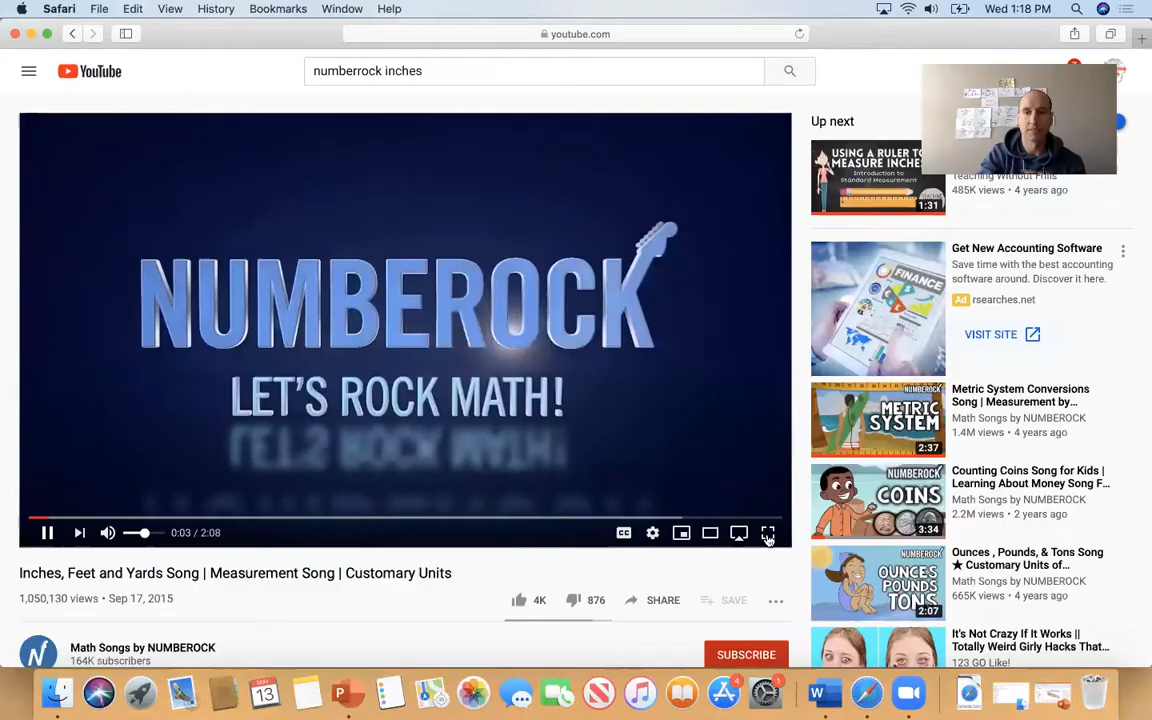 Safari File Edit View History Bookmarks Window Help Wed 1:18 PM
youtube.com
YouTube
numberrock inches
NUMBEROCK
LET'S ROCK MATH!
0:03 / 2:08
CC
Inches, Feet and Yards Song | Measurement Song | Customary Units
1,050,130 views • Sep 17, 2015
4K 876 SHARE SAVE
Math Songs by NUMBEROCK
164K subscribers
SUBSCRIBE
Up next
USING A RULER TO
MEASURE INCHES
Introduction to
Standard Measurement
1:31
Teaching Without Frills
485K views • 4 years ago
FINANCE
Get New Accounting Software
Save time with the best accounting
software around. Discover it here.
Ad rsearches.net
VISIT SITE
NUMBEROCK
METRIC
SYSTEM
2:37
Metric System Conversions
Song | Measurement by...
Math Songs by NUMBEROCK
1.4M views • 4 years ago
NUMBEROCK
COINS
3:34
Counting Coins Song for Kids |
Learning About Money Song F...
Math Songs by NUMBEROCK
2.2M views • 2 years ago
NUMBEROCK
OUNCES
POUNDS
TONS
2:07
Ounces , Pounds, & Tons Song
★ Customary Units of...
Math Songs by NUMBEROCK
665K views • 4 years ago
It's Not Crazy If It Works ||
Totally Weird Girly Hacks That...
123 GO Like!
JAN
13
P
W
4
1
DOWNLOAD